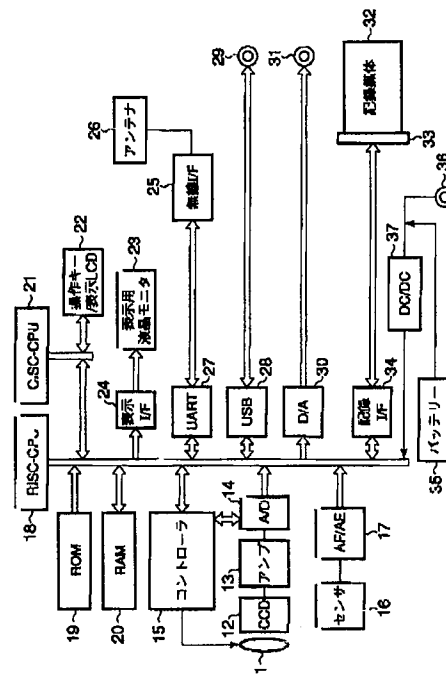 18
RISC-CPU
21
CISC-CPU
22
操作キー
/表示LCD
23
表示用
液晶モニタ
24
表示
I/F
26
アンテナ
25
無線I/F
19
ROM
20
RAM
15
コントローラ
14
A/D
13
アンプ
12
CCD
1
17
AF/AE
16
センサ
27
UART
28
USB
29
30
D/A
31
34
記録I/F
32
記録媒体
33
35
バッテリー
37
DC/DC
36